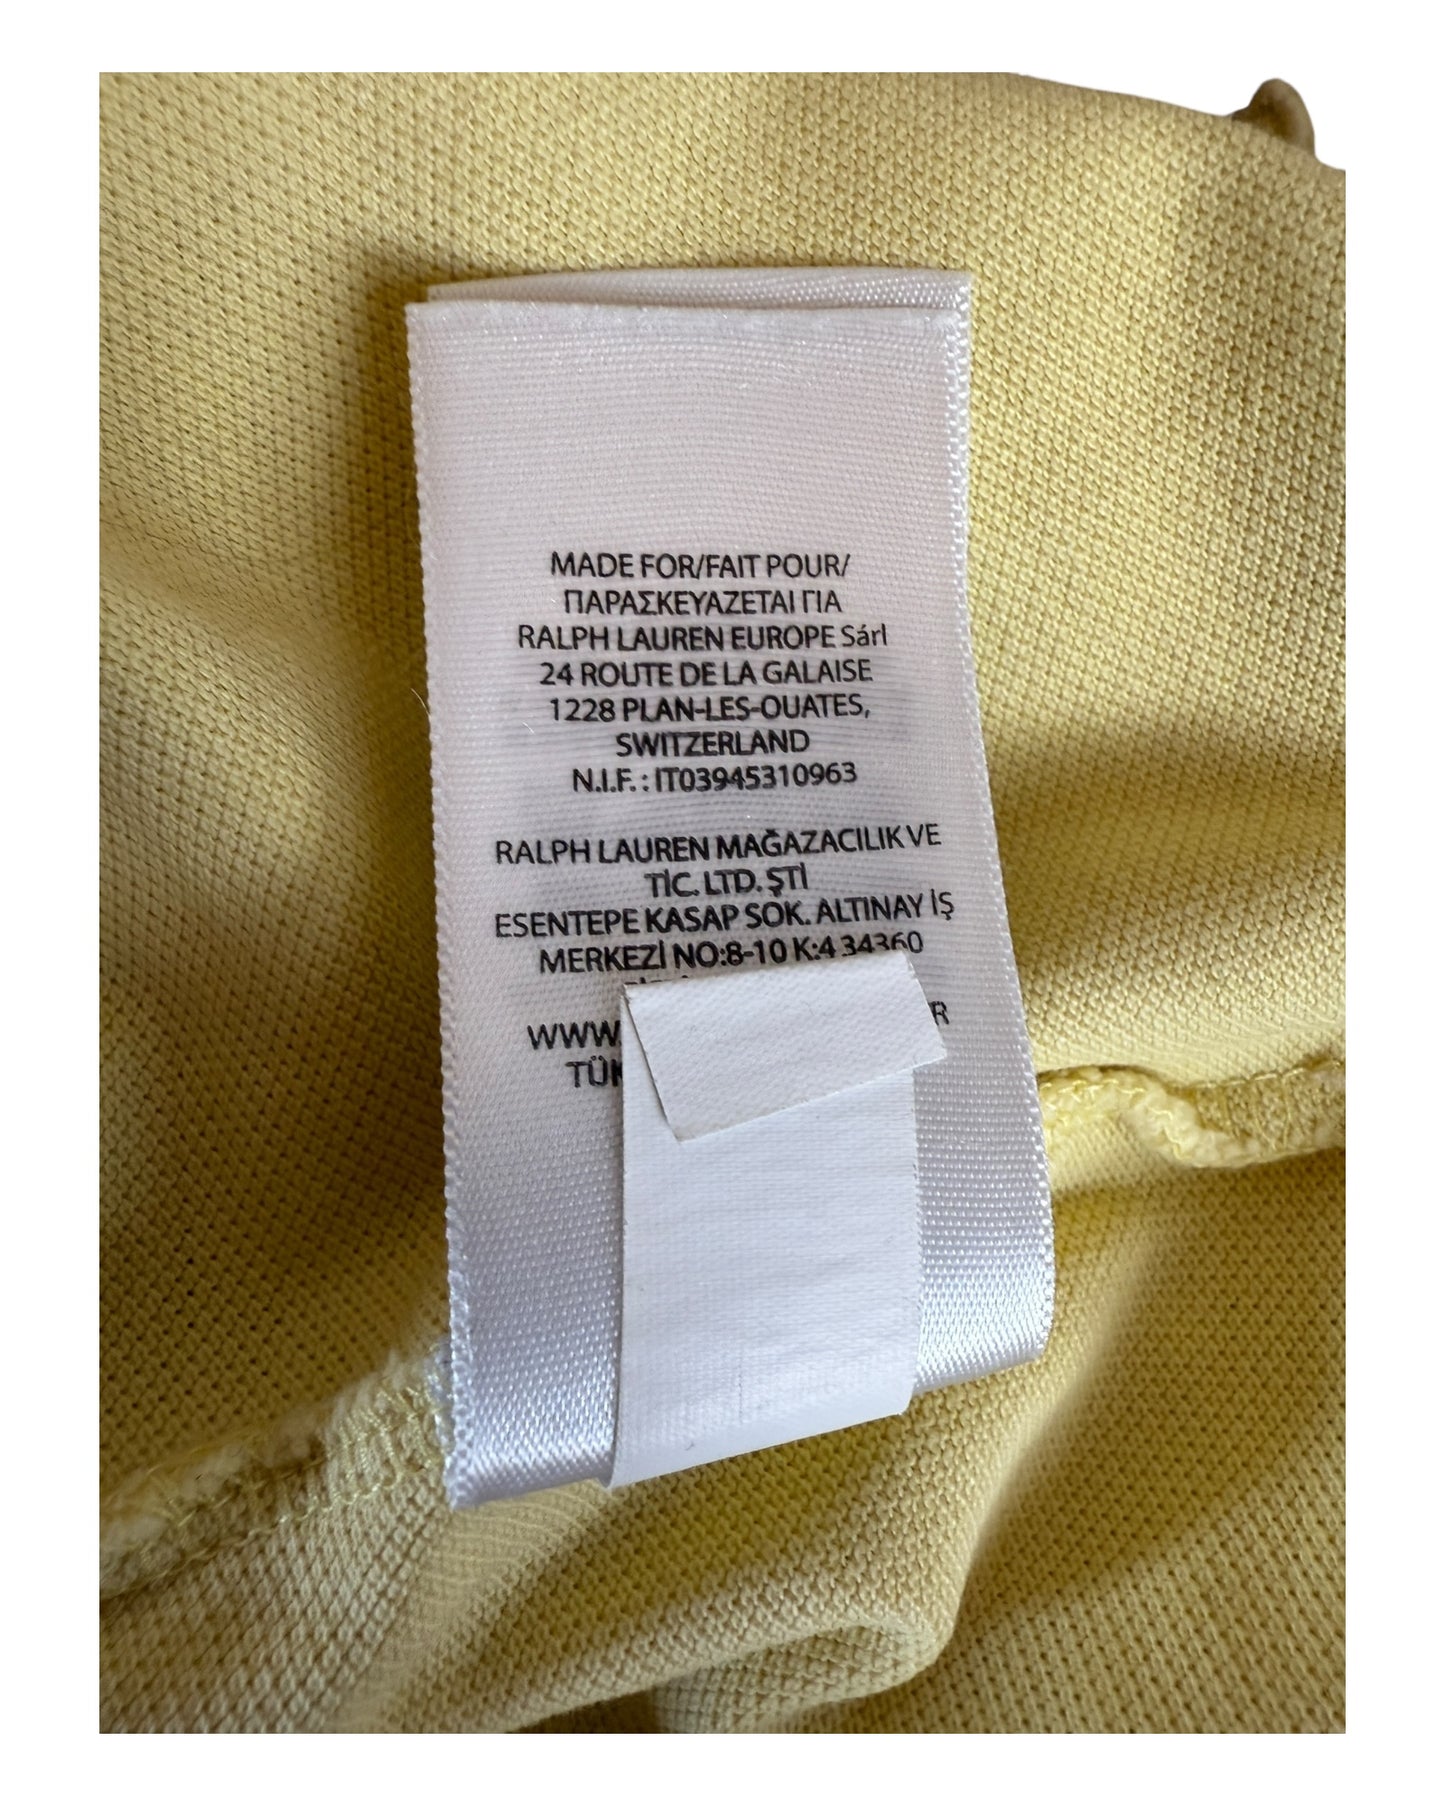 MADE FOR/FAIT POUR/
ΠΑΡΑΣΚΕΥΑΖΕΤΑΙ ΓΙΑ
RALPH LAUREN EUROPE Sárl
24 ROUTE DE LA GALAISE
1228 PLAN-LES-OUATES,
SWITZERLAND
N.I.F. : IT03945310963
RALPH LAUREN MAĞAZACILIK VE
TİC. LTD. ŞTİ
ESENTEPE KASAP SOK. ALTINAY İŞ
MERKEZİ NO:8-10 K:4 34360
WWW.